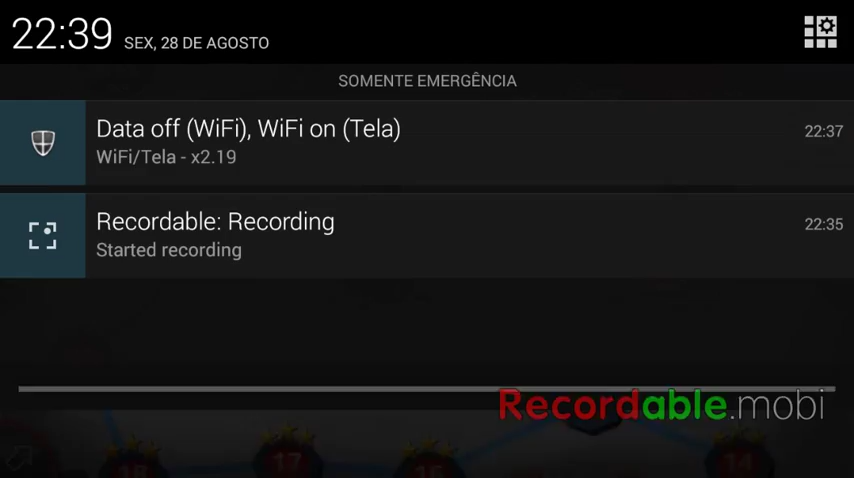 22:39 SEX, 28 DE AGOSTO
SOMENTE EMERGÊNCIA
Data off (WiFi), WiFi on (Tela) 22:37
WiFi/Tela - x2.19
Recordable: Recording 22:35
Started recording
Recordable.mobi
17 14